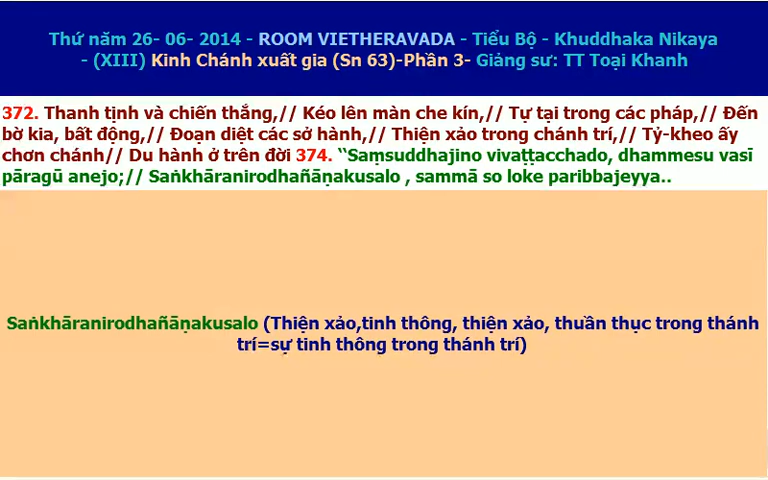 Thứ năm 26- 06- 2014 - ROOM VIETHERAVADA - Tiểu Bộ - Khuddhaka Nikaya
- (XIII) Kinh Chánh xuất gia (Sn 63)-Phần 3- Giảng sư: TT Toại Khanh
372. Thanh tịnh và chiến thắng,// Kéo lên màn che kín,// Tự tại trong các pháp,// Đến
bờ kia, bất động,// Đoạn diệt các sở hành,// Thiện xảo trong chánh trí,// Tỷ-kheo ấy
chơn chánh// Du hành ở trên đời 374. ‘‘Saṃsuddhajino vivaṭṭacchado, dhammesu vasī
pāragū anejo;// Saṅkhāranirodhañāṇakusalo , sammā so loke paribbajeyya..
Saṅkhāranirodhañāṇakusalo (Thiện xảo,tinh thông, thiện xảo, thuần thục trong thánh
trí=sự tinh thông trong thánh trí)